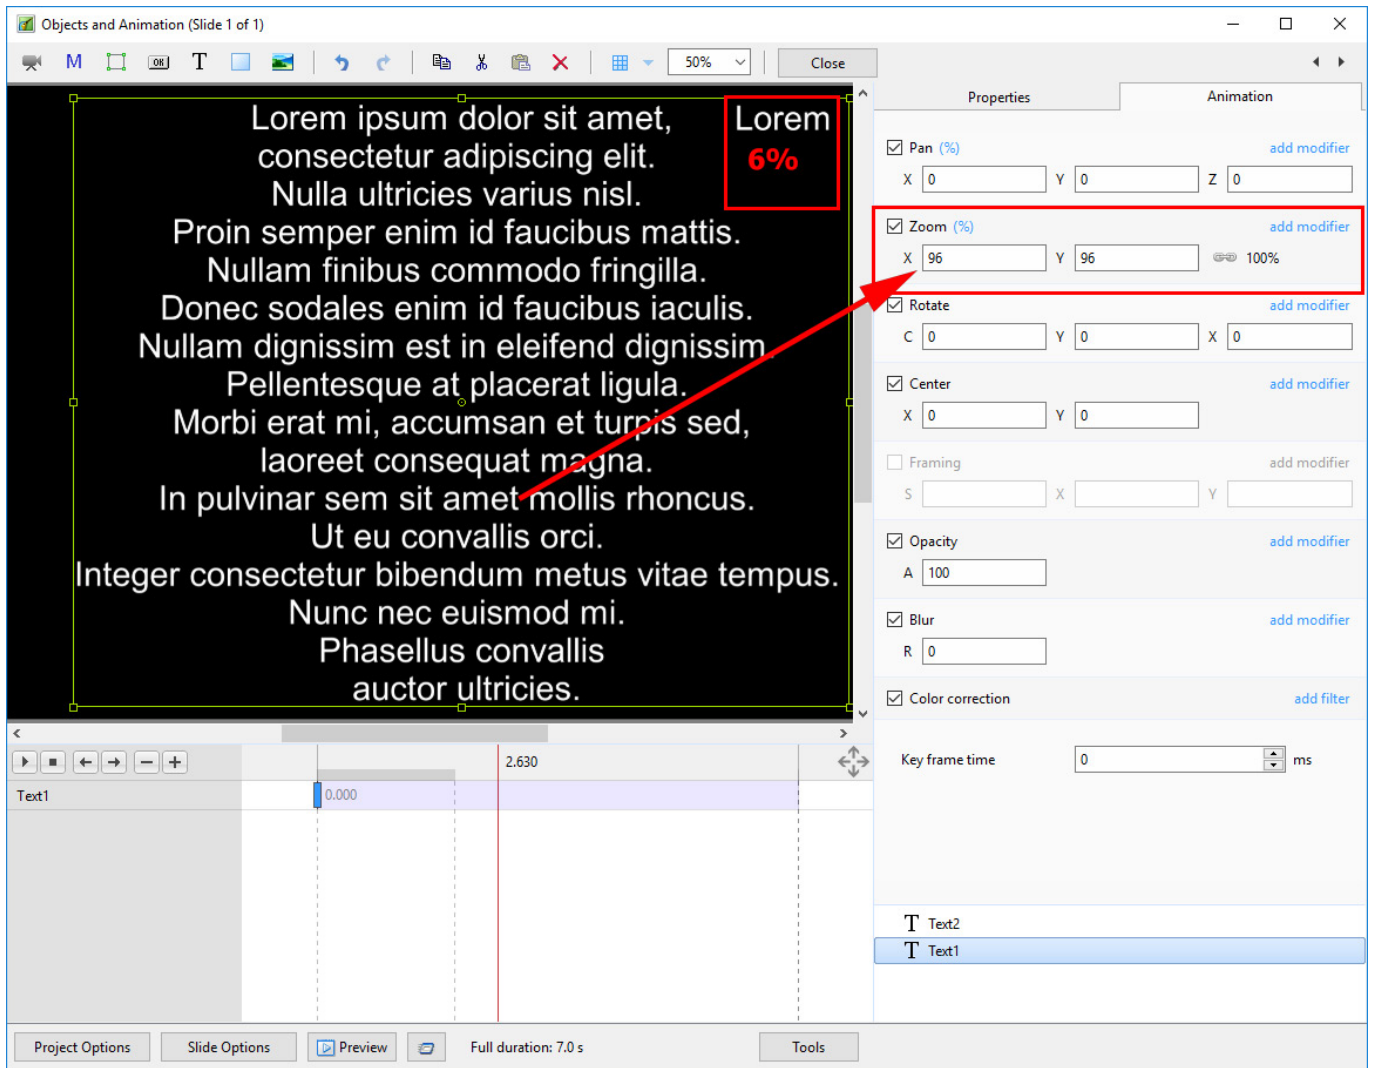 Objects and Animation (Slide 1 of 1)
M OK T 50% Close
Properties Animation
Lorem ipsum dolor sit amet,
consectetur adipiscing elit.
Nulla ultricies varius nisl.
Proin semper enim id faucibus mattis.
Nullam finibus commodo fringilla.
Donec sodales enim id faucibus iaculis.
Nullam dignissim est in eleifend dignissim.
Pellentesque at placerat ligula.
Morbi erat mi, accumsan et turpis sed,
laoreet consequat magna.
In pulvinar sem sit amet mollis rhoncus.
Ut eu convallis orci.
Integer consectetur bibendum metus vitae tempus.
Nunc nec euismod mi.
Phasellus convallis
auctor ultricies.
Lorem
6%
Pan (%) add modifier
X 0 Y 0 Z 0
Zoom (%) add modifier
X 96 Y 96 100%
Rotate add modifier
C 0 Y 0 X 0
Center add modifier
X 0 Y 0
Framing add modifier
S X Y
Opacity add modifier
A 100
Blur add modifier
R 0
Color correction add filter
Key frame time 0 ms
2.630
Text1 0.000
T Text2
T Text1
Project Options Slide Options Preview Full duration: 7.0 s Tools